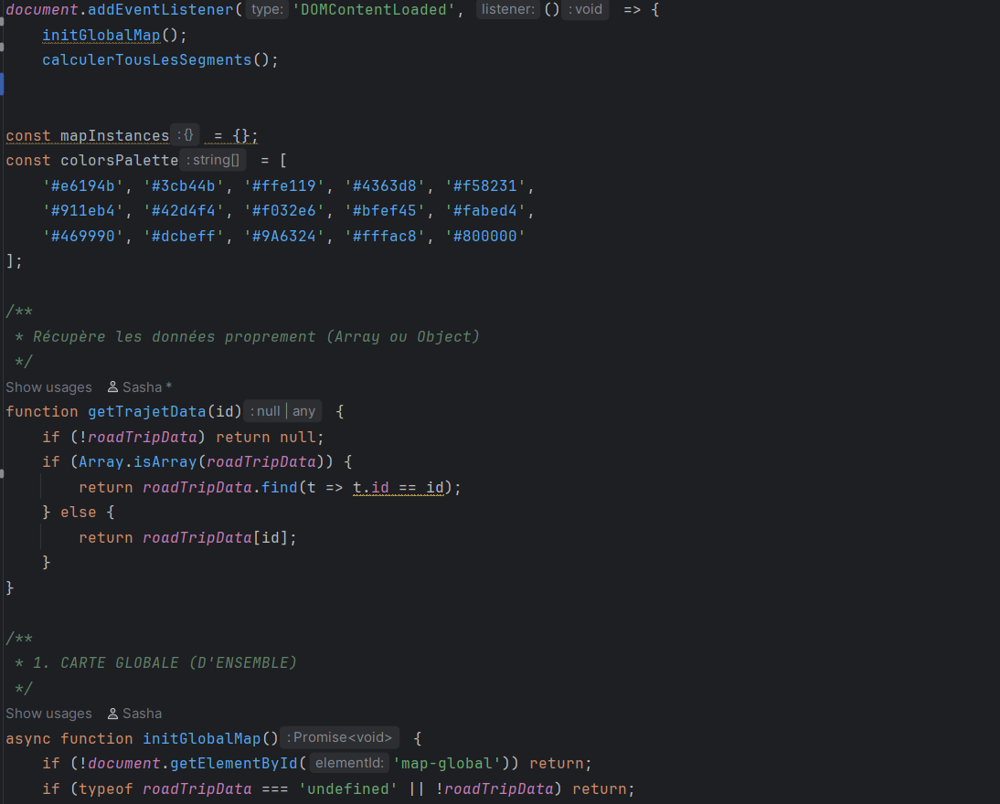 document.addEventListener( type: 'DOMContentLoaded', listener: () : void => {
    initGlobalMap();
    calculerTousLesSegments();
const mapInstances : {} = {};
const colorsPalette : string[] = [
    '#e6194b', '#3cb44b', '#ffe119', '#4363d8', '#f58231',
    '#911eb4', '#42d4f4', '#f032e6', '#bfef45', '#fabed4',
    '#469990', '#dcbeff', '#9A6324', '#fffac8', '#800000'
];
/**
 * Récupère les données proprement (Array ou Object)
 */
Show usages Sasha *
function getTrajetData(id) : null | any {
    if (!roadTripData) return null;
    if (Array.isArray(roadTripData)) {
        return roadTripData.find(t => t.id == id);
    } else {
        return roadTripData[id];
    }
}
/**
 * 1. CARTE GLOBALE (D'ENSEMBLE)
 */
Show usages Sasha
async function initGlobalMap() : Promise<void> {
    if (!document.getElementById( elementId: 'map-global')) return;
    if (typeof roadTripData === 'undefined' || !roadTripData) return;